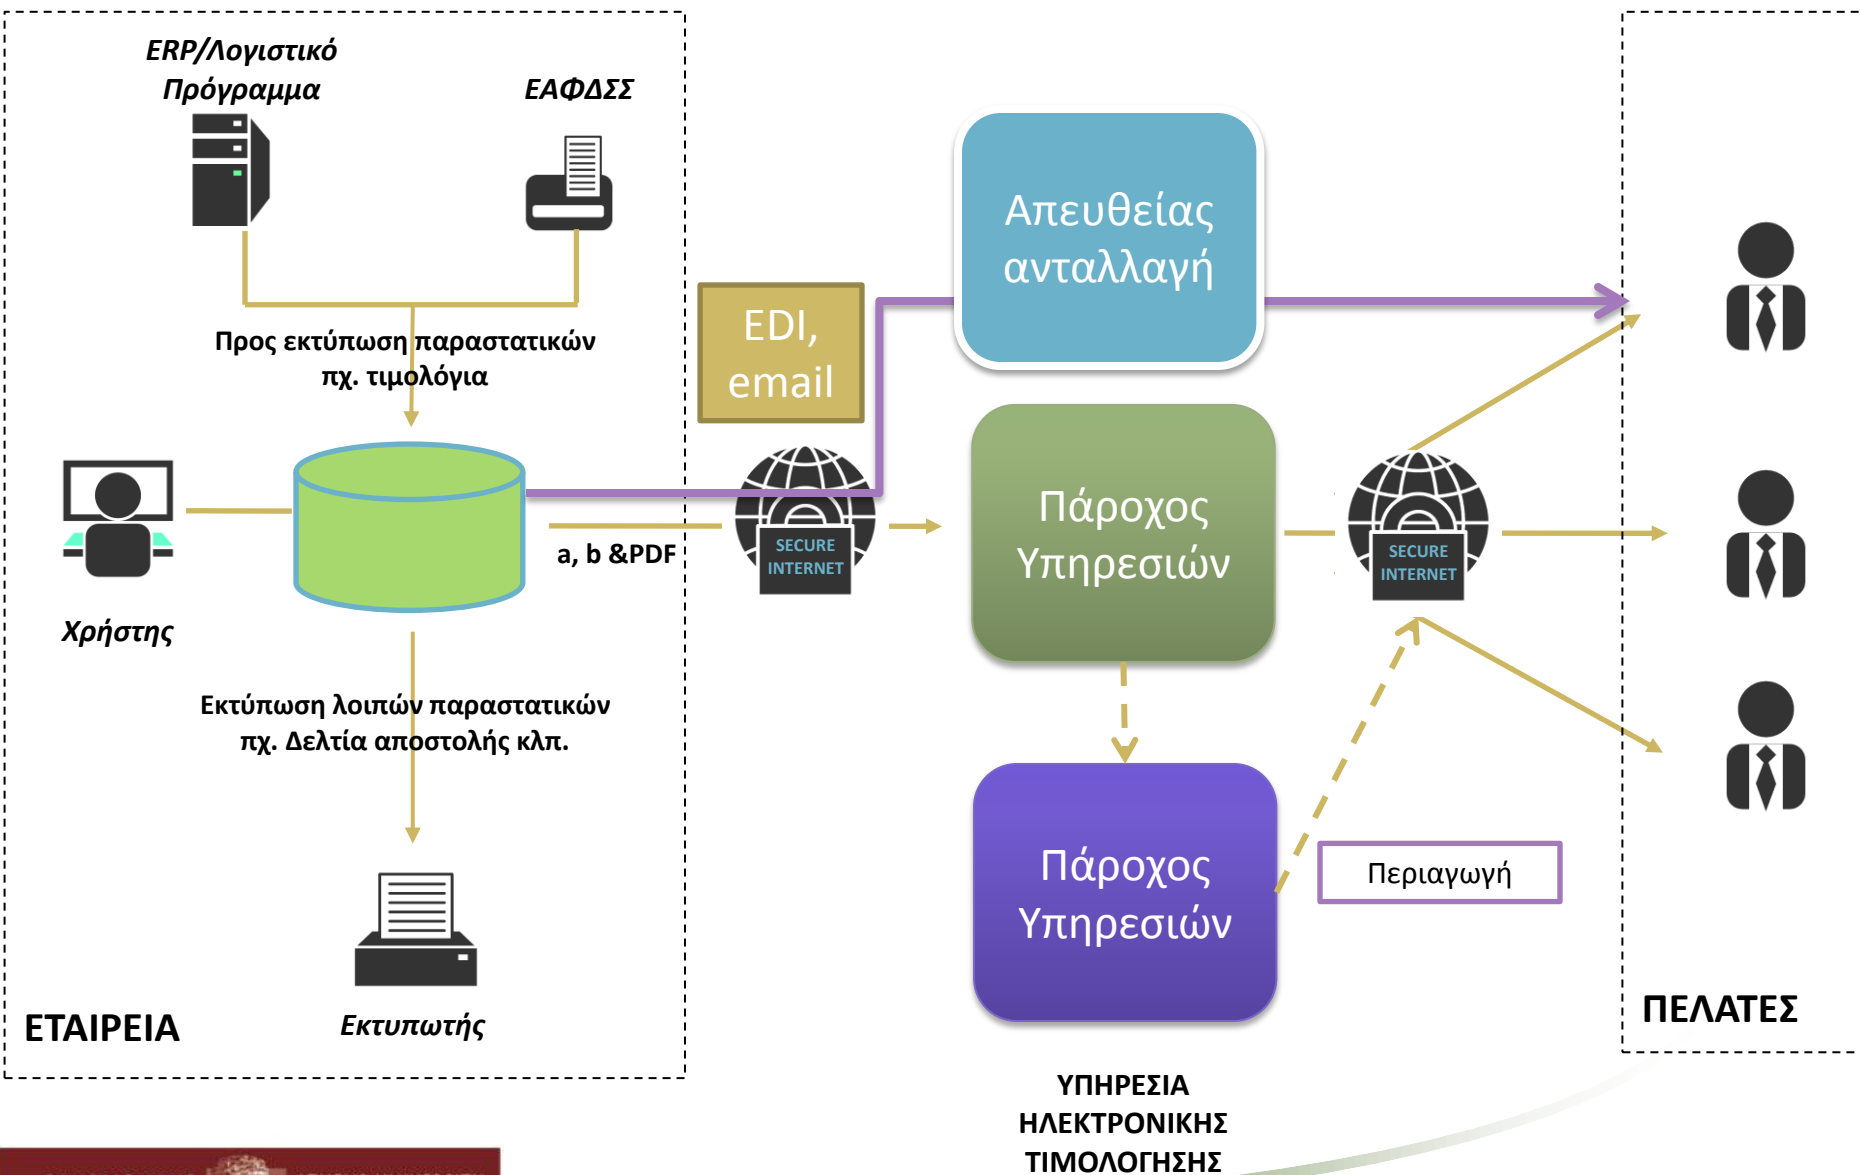 ERP/Λογιστικό
Πρόγραμμα
ΕΑΦΔΣΣ
Προς εκτύπωση παραστατικών
πχ. τιμολόγια
Χρήστης
a, b &PDF
Εκτύπωση λοιπών παραστατικών
πχ. Δελτία αποστολής κλπ.
Εκτυπωτής
ΕΤΑΙΡΕΙΑ
EDI,
email
SECURE
INTERNET
Απευθείας
ανταλλαγή
Πάροχος
Υπηρεσιών
Πάροχος
Υπηρεσιών
SECURE
INTERNET
Περιαγωγή
ΠΕΛΑΤΕΣ
ΥΠΗΡΕΣΙΑ
ΗΛΕΚΤΡΟΝΙΚΗΣ
ΤΙΜΟΛΟΓΗΣΗΣ